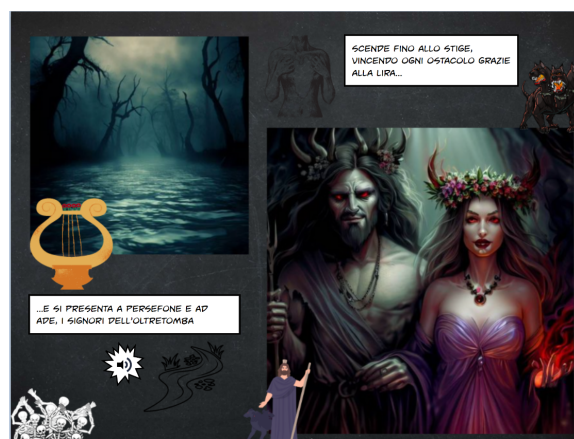 SCENDE FINO ALLO STIGE,
VINCENDO OGNI OSTACOLO GRAZIE
ALLA LIRA...
...E SI PRESENTA A PERSEFONE E AD
ADE, I SIGNORI DELL'OLTRETOMBA